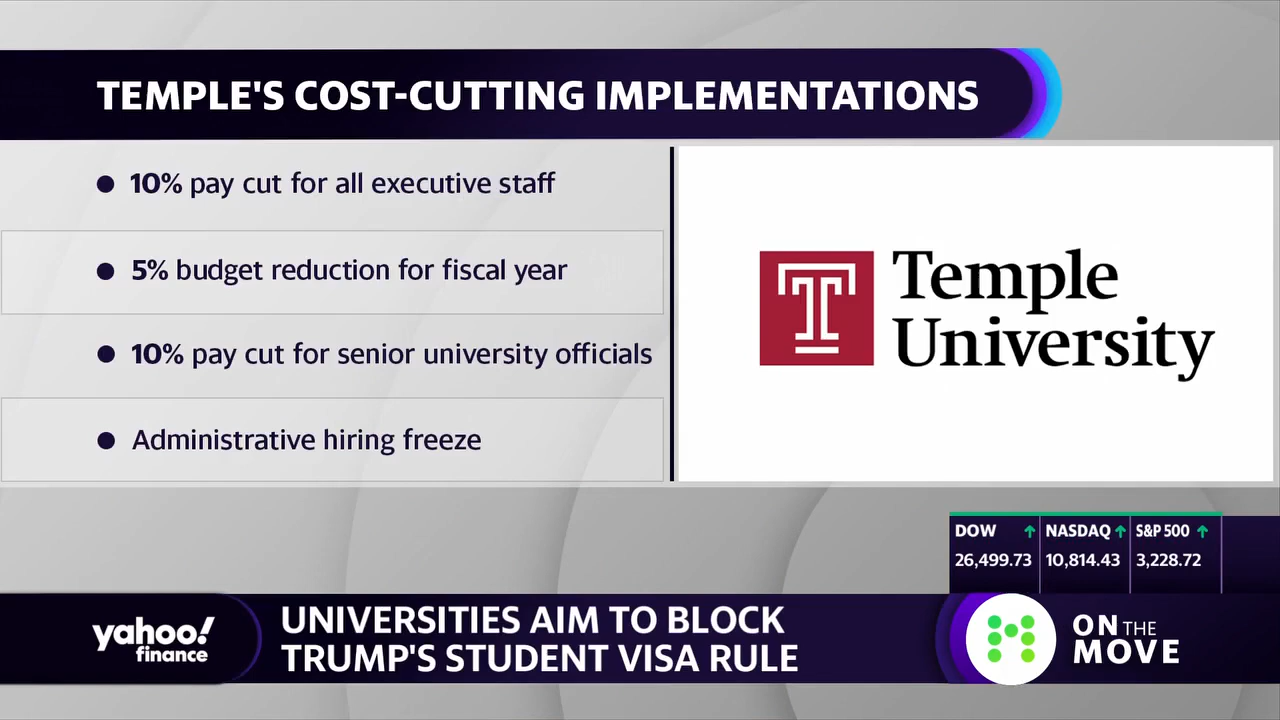 TEMPLE'S COST-CUTTING IMPLEMENTATIONS
● 10% pay cut for all executive staff
● 5% budget reduction for fiscal year
● 10% pay cut for senior university officials
● Administrative hiring freeze
T
Temple
University
DOW ↑ NASDAQ ↑ S&P 500 ↑
26,499.73 10,814.43 3,228.72
yahoo!
finance
UNIVERSITIES AIM TO BLOCK
TRUMP'S STUDENT VISA RULE
ON THE
MOVE